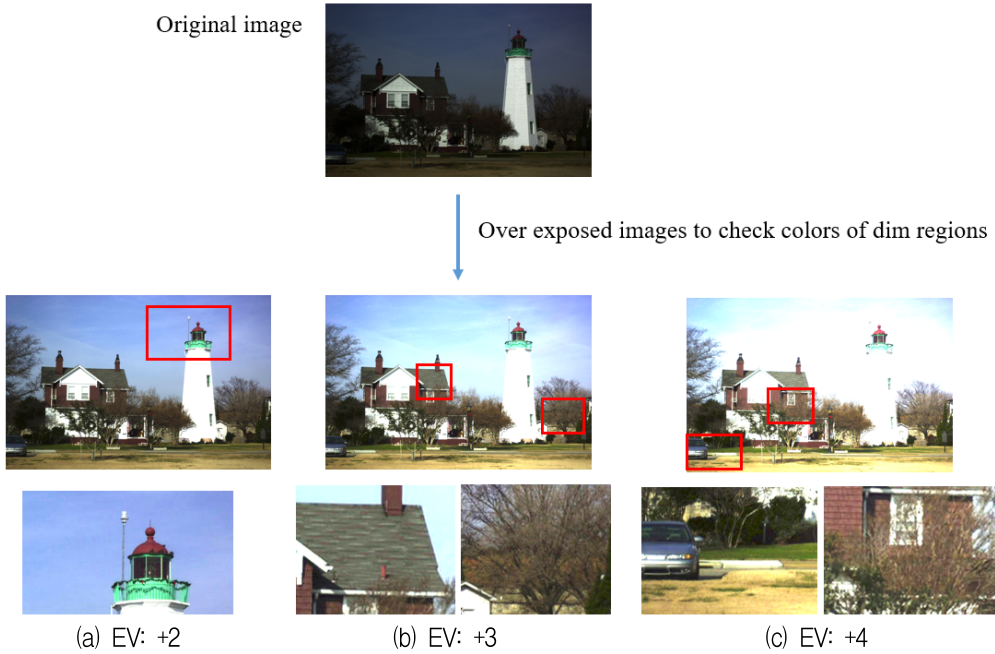 Original image
Over exposed images to check colors of dim regions
(a) EV: +2
(b) EV: +3
(c) EV: +4